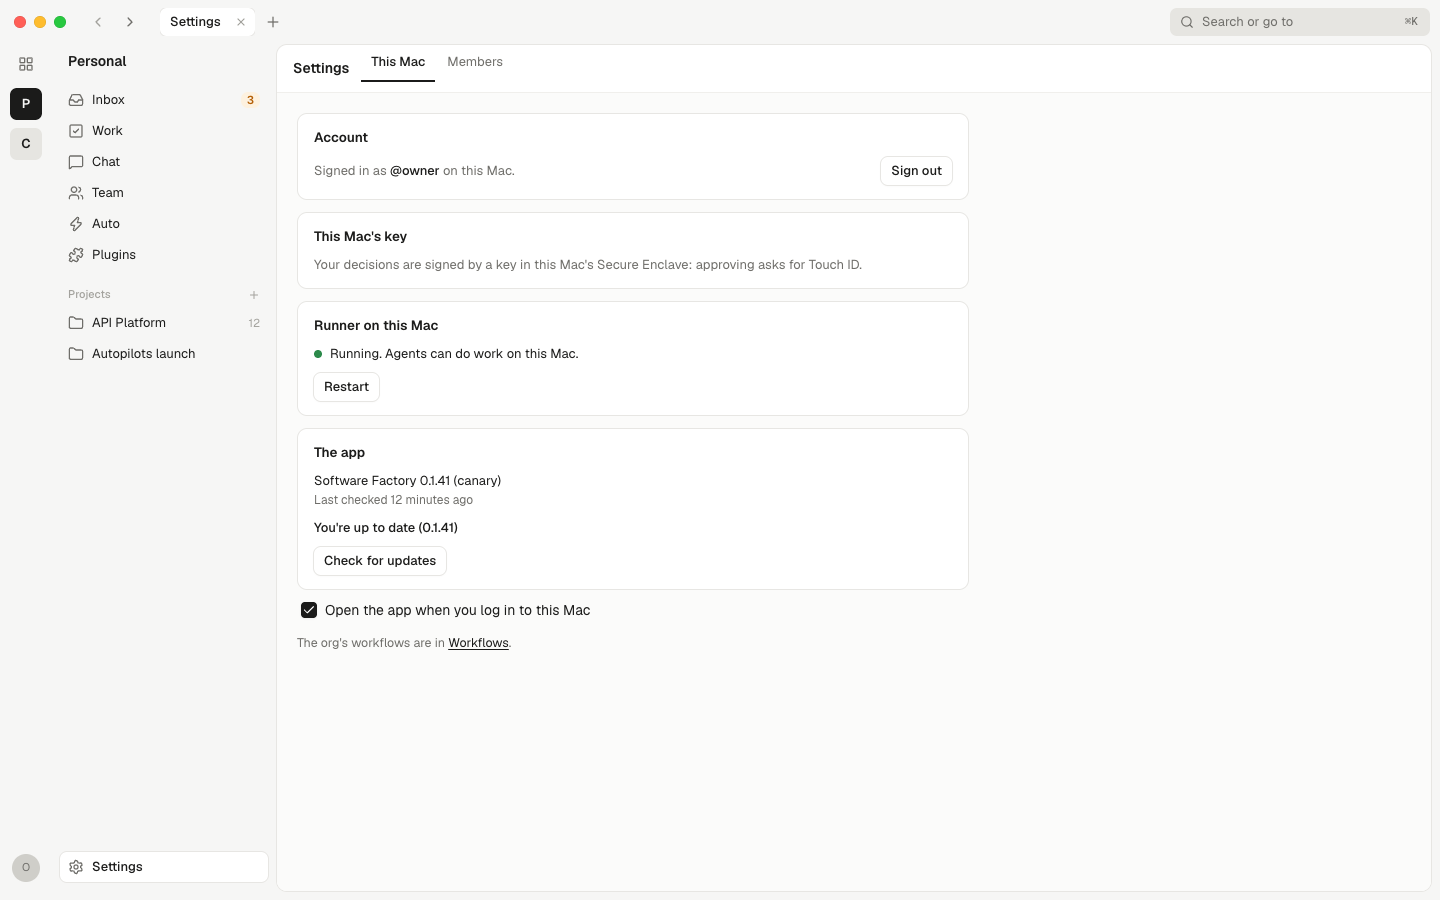 Settings
Search or go to
⌘K
Personal
P
C
Inbox
3
Work
Chat
Team
Auto
Plugins
Projects
API Platform
12
Autopilots launch
O
Settings
Settings
This Mac
Members
Account
Signed in as @owner on this Mac.
Sign out
This Mac's key
Your decisions are signed by a key in this Mac's Secure Enclave: approving asks for Touch ID.
Runner on this Mac
Running. Agents can do work on this Mac.
Restart
The app
Software Factory 0.1.41 (canary)
Last checked 12 minutes ago
You're up to date (0.1.41)
Check for updates
Open the app when you log in to this Mac
The org's workflows are in Workflows.